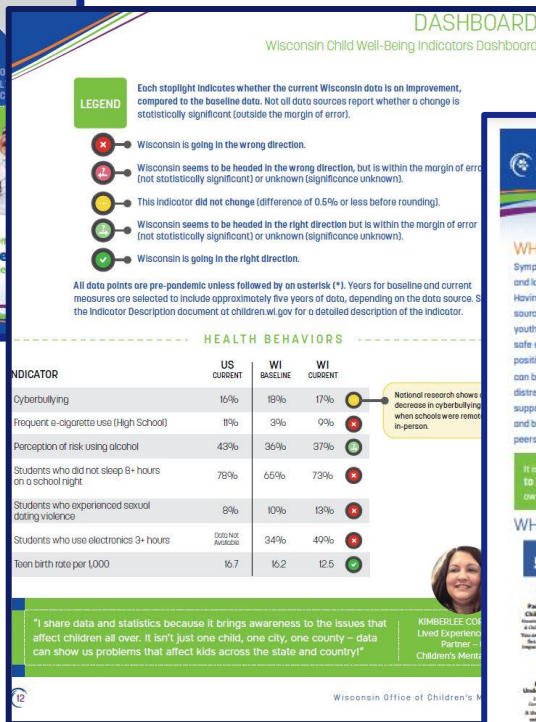 DASHBOARD
Wisconsin Child Well-Being Indicators Dashboard
LEGEND
Each stoplight indicates whether the current Wisconsin data is an improvement,
compared to the baseline data. Not all data sources report whether a change is
statistically significant (outside the margin of error).
Wisconsin is going in the wrong direction.
Wisconsin seems to be headed in the wrong direction, but is within the margin of erro
(not statistically significant) or unknown (significance unknown).
This indicator did not change (difference of 0.5% or less before rounding).
Wisconsin seems to be headed in the right direction but is within the margin of error
(not statistically significant) or unknown (significance unknown).
Wisconsin is going in the right direction.
All data points are pre-pandemic unless followed by an asterisk (*). Years for baseline and current
measures are selected to include approximately five years of data, depending on the data source. S
the Indicator Description document at children.wi.gov for a detailed description of the indicator.
HEALTH BEHAVIORS
NDICATOR US CURRENT WI BASELINE WI CURRENT
Cyberbullying 16% 18% 17%
National research shows
decrease in cyberbullying
when schools were remot
in-person.
Frequent e-cigarette use (High School) 11% 3% 9%
Perception of risk using alcohol 43% 36% 37%
Students who did not sleep 8+ hours
on a school night 78% 65% 73%
Students who experienced sexual
dating violence 8% 10% 13%
Students who use electronics 3+ hours Data Not Available 34% 49%
Teen birth rate per 1,000 16.7 16.2 12.5
"I share data and statistics because it brings awareness to the issues that
affect children all over. It isn't just one child, one city, one county – data
can show us problems that affect kids across the state and country!"
KIMBERLEE COR
Lived Experienc
Partner –
Children's Menta
12
Wisconsin Office of Children's M
WH
Symp
and lo
Havin
sourc
youth
safe
positi
can b
distre
suppo
and b
peers
It is
to
ow
WH